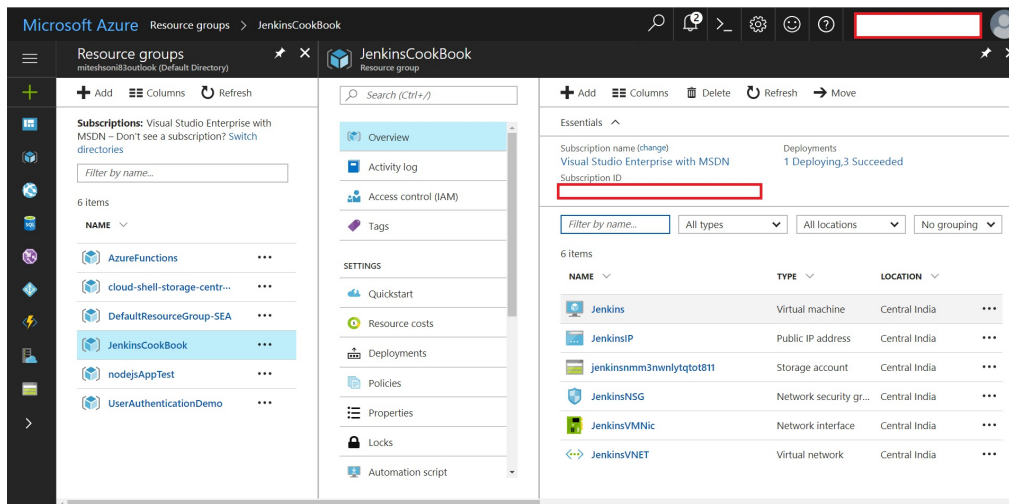 Microsoft Azure Resource groups > JenkinsCookBook
2
Resource groups
miteshsoni83outlook (Default Directory)
Add Columns Refresh
Subscriptions: Visual Studio Enterprise with
MSDN – Don't see a subscription? Switch
directories
Filter by name...
6 items
NAME
AzureFunctions
cloud-shell-storage-centr···
DefaultResourceGroup-SEA
JenkinsCookBook
nodejsAppTest
UserAuthenticationDemo
JenkinsCookBook
Resource group
Search (Ctrl+/)
Overview
Activity log
Access control (IAM)
Tags
SETTINGS
Quickstart
Resource costs
Deployments
Policies
Properties
Locks
Automation script
Add Columns Delete Refresh Move
Essentials
Subscription name (change) Deployments
Visual Studio Enterprise with MSDN 1 Deploying,3 Succeeded
Subscription ID
Filter by name... All types All locations No grouping
6 items
NAME TYPE LOCATION
Jenkins Virtual machine Central India
JenkinsIP Public IP address Central India
jenkinsnmm3nwnlytqtot811 Storage account Central India
JenkinsNSG Network security gr... Central India
JenkinsVMNic Network interface Central India
JenkinsVNET Virtual network Central India